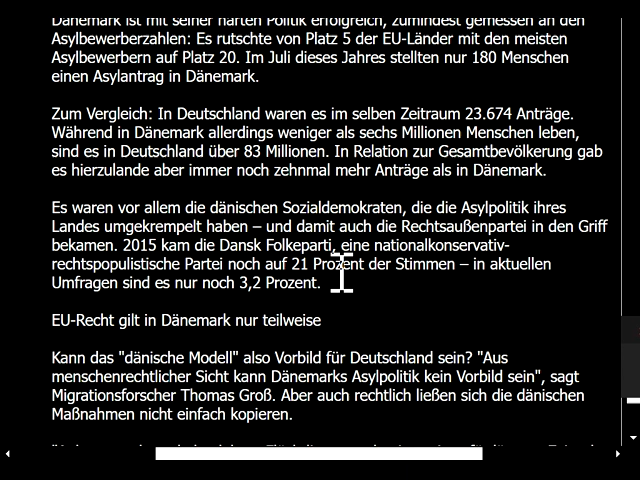 Dänemark ist mit seiner harten Politik erfolgreich, zumindest gemessen an den
Asylbewerberzahlen: Es rutschte von Platz 5 der EU-Länder mit den meisten
Asylbewerbern auf Platz 20. Im Juli dieses Jahres stellten nur 180 Menschen
einen Asylantrag in Dänemark.
Zum Vergleich: In Deutschland waren es im selben Zeitraum 23.674 Anträge.
Während in Dänemark allerdings weniger als sechs Millionen Menschen leben,
sind es in Deutschland über 83 Millionen. In Relation zur Gesamtbevölkerung gab
es hierzulande aber immer noch zehnmal mehr Anträge als in Dänemark.
Es waren vor allem die dänischen Sozialdemokraten, die die Asylpolitik ihres
Landes umgekrempelt haben – und damit auch die Rechtsaußenpartei in den Griff
bekamen. 2015 kam die Dansk Folkeparti, eine nationalkonservativ-
rechtspopulistische Partei noch auf 21 Prozent der Stimmen – in aktuellen
Umfragen sind es nur noch 3,2 Prozent.
EU-Recht gilt in Dänemark nur teilweise
Kann das "dänische Modell" also Vorbild für Deutschland sein? "Aus
menschenrechtlicher Sicht kann Dänemarks Asylpolitik kein Vorbild sein", sagt
Migrationsforscher Thomas Groß. Aber auch rechtlich ließen sich die dänischen
Maßnahmen nicht einfach kopieren.